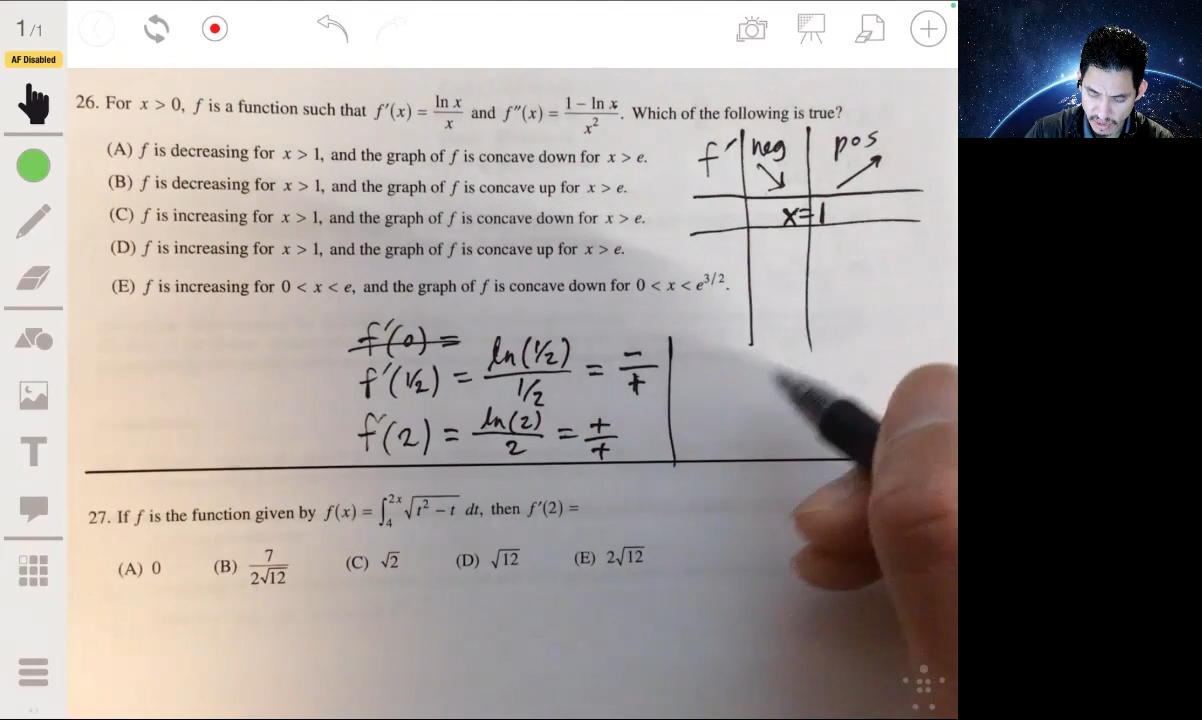 1/1
AF Disabled
26. For x > 0, f is a function such that f′(x) = ln x / x and f″(x) = 1 − ln x / x². Which of the following is true?
(A) f is decreasing for x > 1, and the graph of f is concave down for x > e.
(B) f is decreasing for x > 1, and the graph of f is concave up for x > e.
(C) f is increasing for x > 1, and the graph of f is concave down for x > e.
(D) f is increasing for x > 1, and the graph of f is concave up for x > e.
(E) f is increasing for 0 < x < e, and the graph of f is concave down for 0 < x < e^3/2.
f′ neg pos
x=1
f′(0) =
f′(1/2) = ln(1/2) / 1/2 = − / +
f′(2) = ln(2) / 2 = + / +
27. If f is the function given by f(x) = ∫₄²ˣ √(t² − t) dt, then f′(2) =
(A) 0 (B) 7 / 2√12 (C) √2 (D) √12 (E) 2√12
T